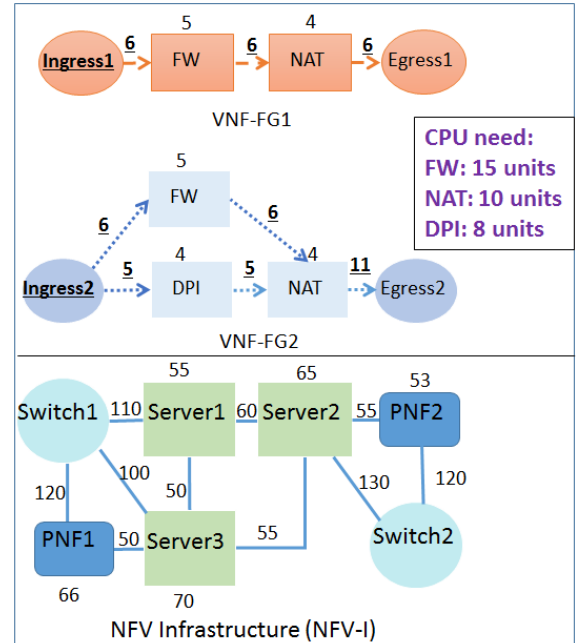 5 4
6 6 6
Ingress1 FW NAT Egress1
VNF-FG1
CPU need:
FW: 15 units
NAT: 10 units
DPI: 8 units
5
FW
6 6
4 4
5 5 11
Ingress2 DPI NAT Egress2
VNF-FG2
55 65 53
Switch1 110 Server1 60 Server2 55 PNF2
100 50 130 120
120
PNF1 50 Server3 55 Switch2
66 70
NFV Infrastructure (NFV-I)